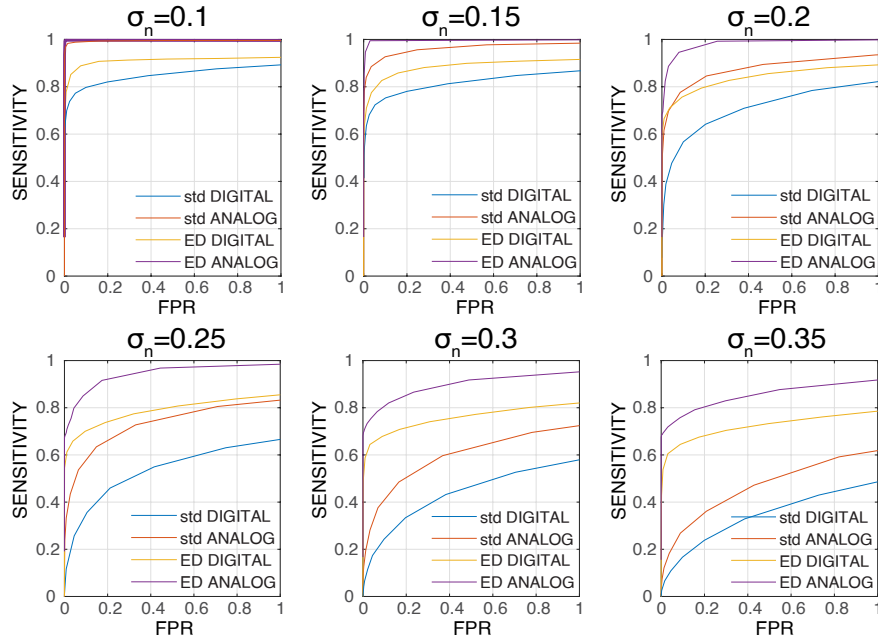 σn=0.1
SENSITIVITY
1
0.8
0.6
0.4
0.2
0
std DIGITAL
std ANALOG
ED DIGITAL
ED ANALOG
0 0.2 0.4 0.6 0.8 1
FPR
σn=0.15
SENSITIVITY
1
0.8
0.6
0.4
0.2
0
std DIGITAL
std ANALOG
ED DIGITAL
ED ANALOG
0 0.2 0.4 0.6 0.8 1
FPR
σn=0.2
SENSITIVITY
1
0.8
0.6
0.4
0.2
0
std DIGITAL
std ANALOG
ED DIGITAL
ED ANALOG
0 0.2 0.4 0.6 0.8 1
FPR
σn=0.25
SENSITIVITY
1
0.8
0.6
0.4
0.2
0
std DIGITAL
std ANALOG
ED DIGITAL
ED ANALOG
0 0.2 0.4 0.6 0.8 1
FPR
σn=0.3
SENSITIVITY
1
0.8
0.6
0.4
0.2
0
std DIGITAL
std ANALOG
ED DIGITAL
ED ANALOG
0 0.2 0.4 0.6 0.8 1
FPR
σn=0.35
SENSITIVITY
1
0.8
0.6
0.4
0.2
0
std DIGITAL
std ANALOG
ED DIGITAL
ED ANALOG
0 0.2 0.4 0.6 0.8 1
FPR